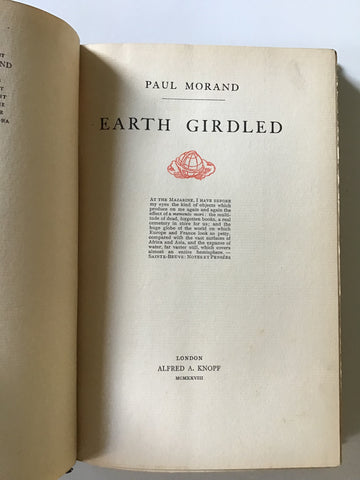 PAUL MORAND
EARTH GIRDLED
AT THE MAZARINE, I HAVE BEFORE
my eyes the kind of objects which
produce on me again and again the
effect of a memento mori: the multi-
tude of dead, forgotten books, a real
cemetery in store for us; and the
huge globe of the world on which
Europe and France look so petty,
compared with the vast surfaces of
Africa and Asia, and the expanse of
water, far vaster still, which covers
almost an entire hemisphere.—
SAINTE-BEUVE: NOTES ET PENSÉES
LONDON
ALFRED A. KNOPF
MCMXXVIII